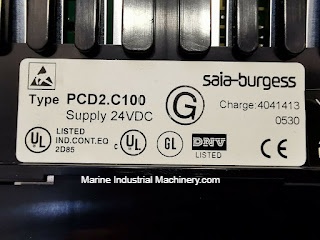 saia-burgess
Type PCD2.C100
Supply 24VDC
G
Charge: 4041413
0530
UL LISTED
IND.CONT.EQ
2D85
c UL
GL
DNV
LISTED
CE
Marine Industrial Machinery.com